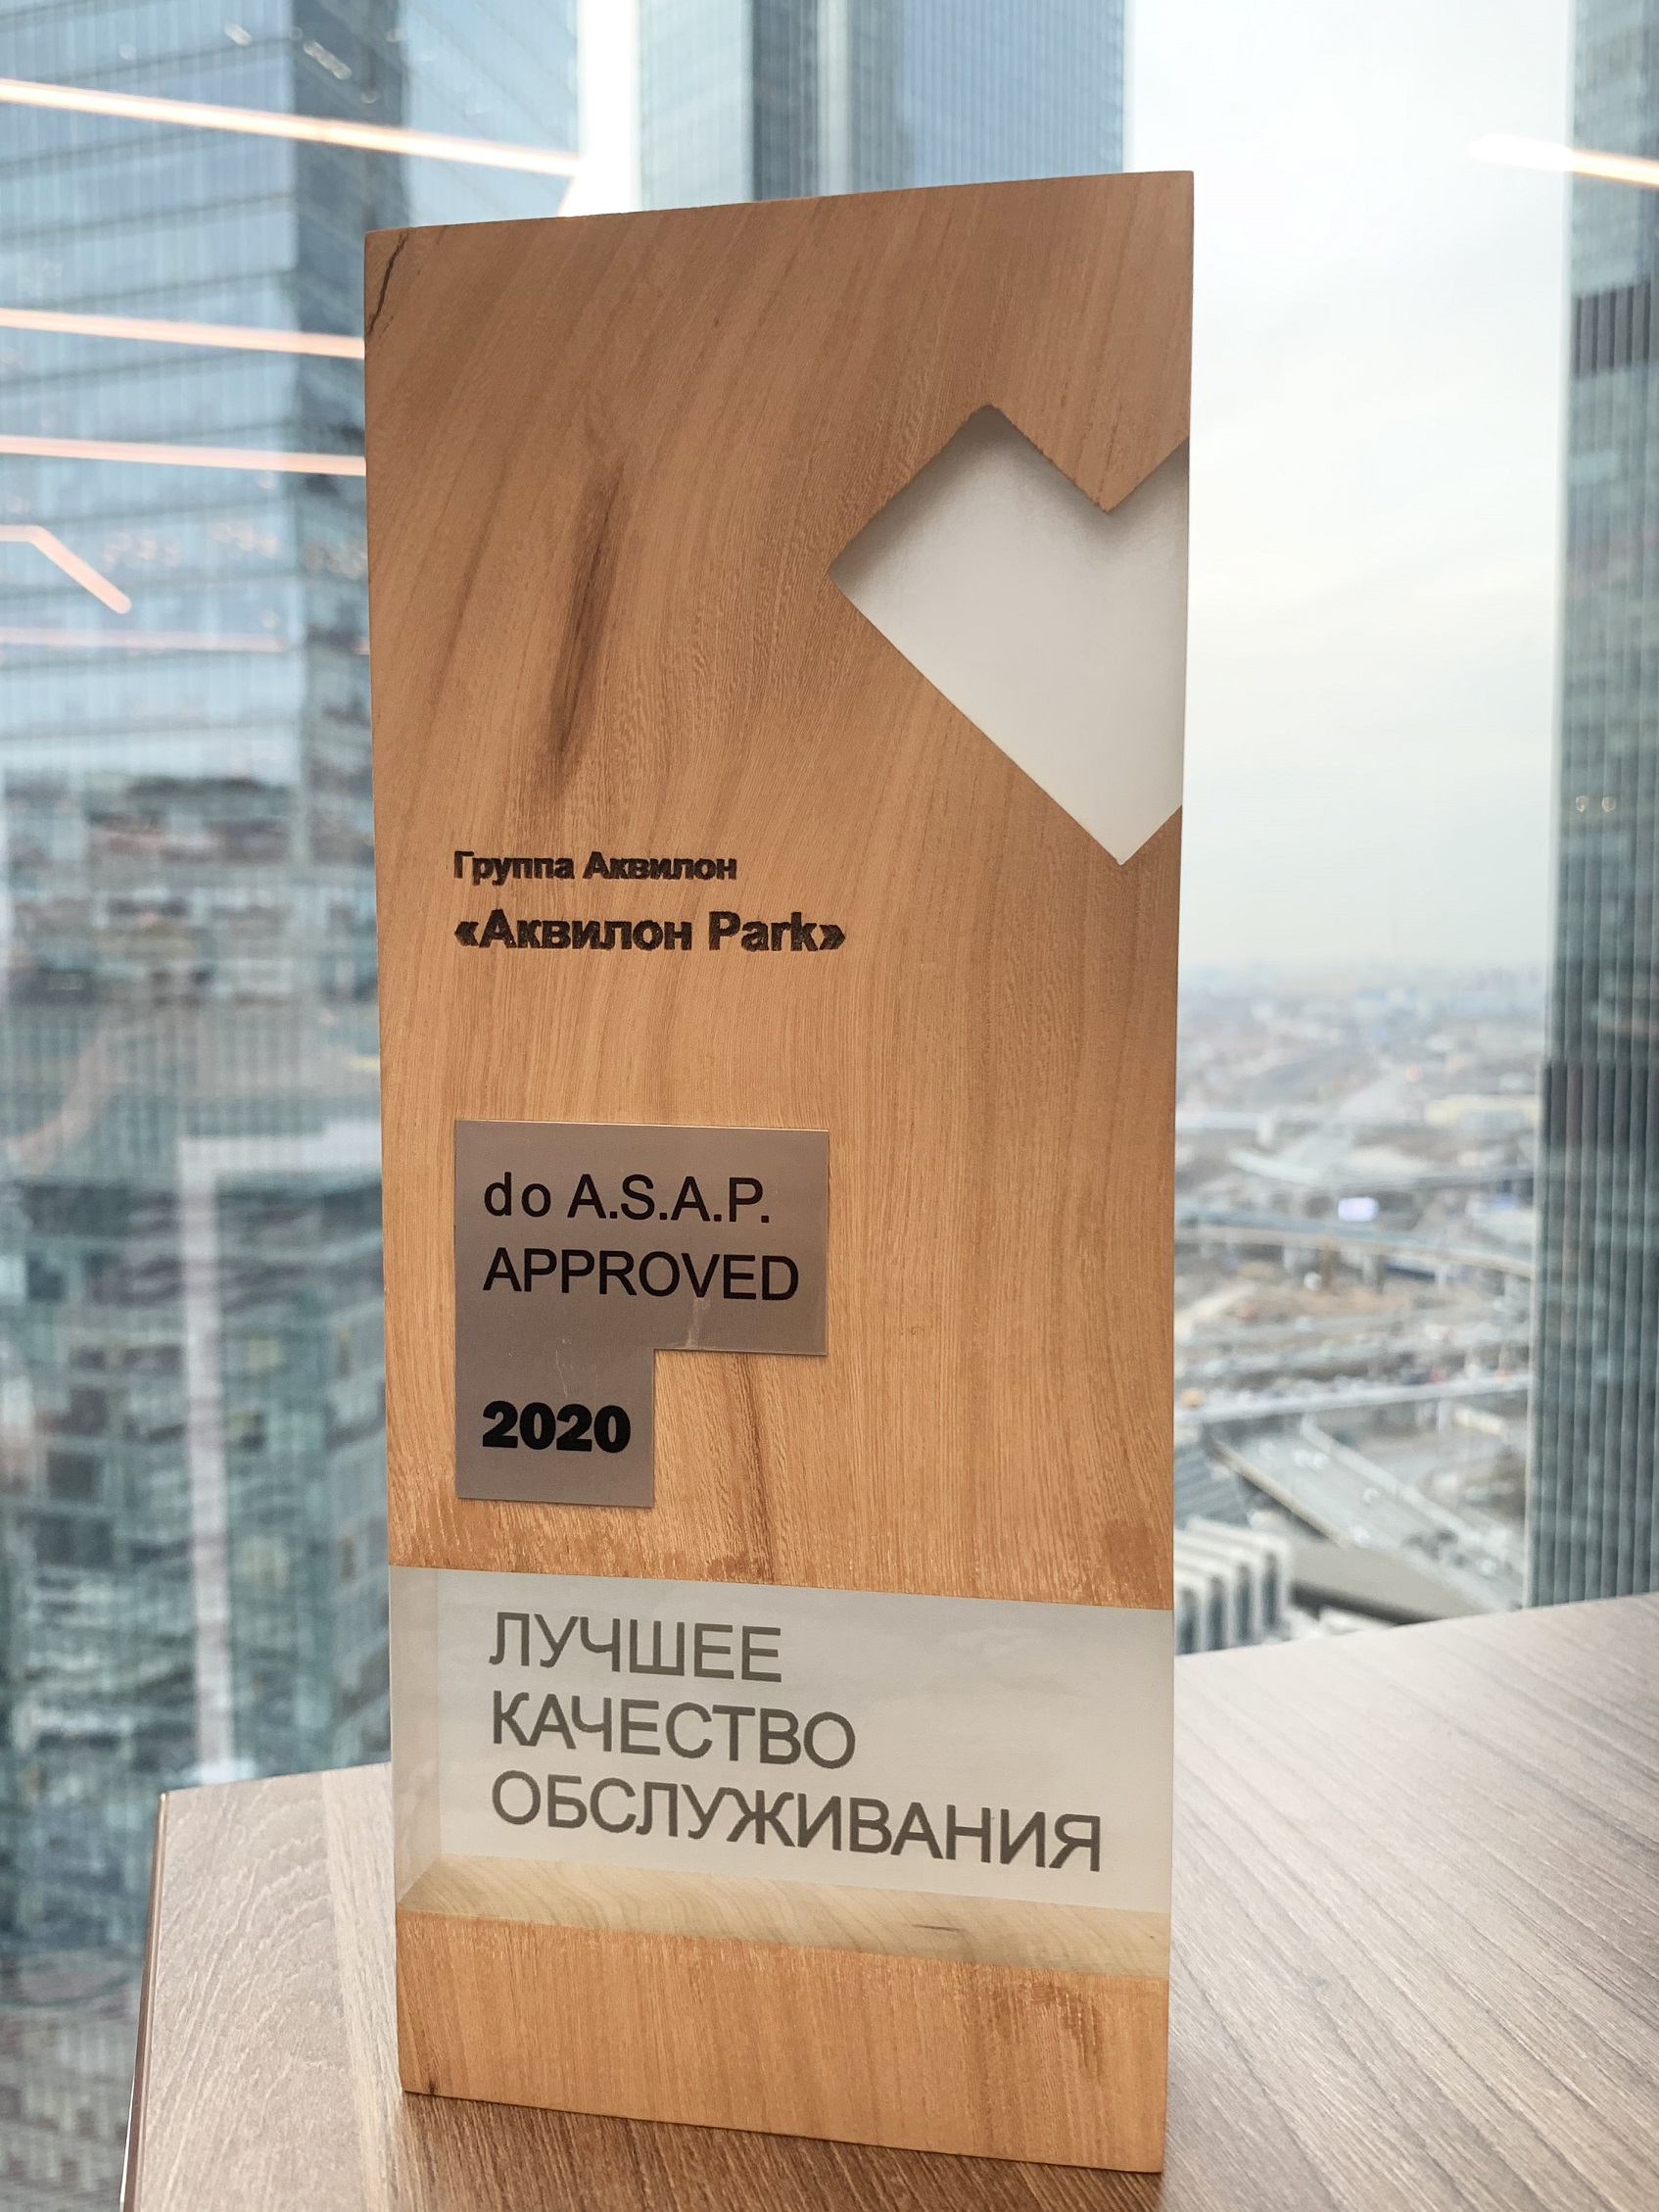 Группа Аквилон
«Аквилон Park»
do A.S.A.P.
APPROVED
2020
ЛУЧШЕЕ
КАЧЕСТВО
ОБСЛУЖИВАНИЯ